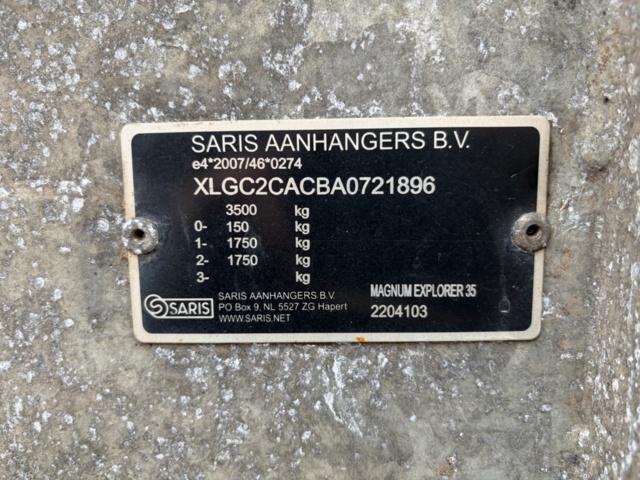 SARIS AANHANGERS B.V.
e4*2007/46*0274
XLGC2CACBA0721896
3500 kg
0- 150 kg
1- 1750 kg
2- 1750 kg
3- kg
SARIS
SARIS AANHANGERS B.V.
PO Box 9, NL 5527 ZG Hapert
WWW.SARIS.NET
MAGNUM EXPLORER 35
2204103